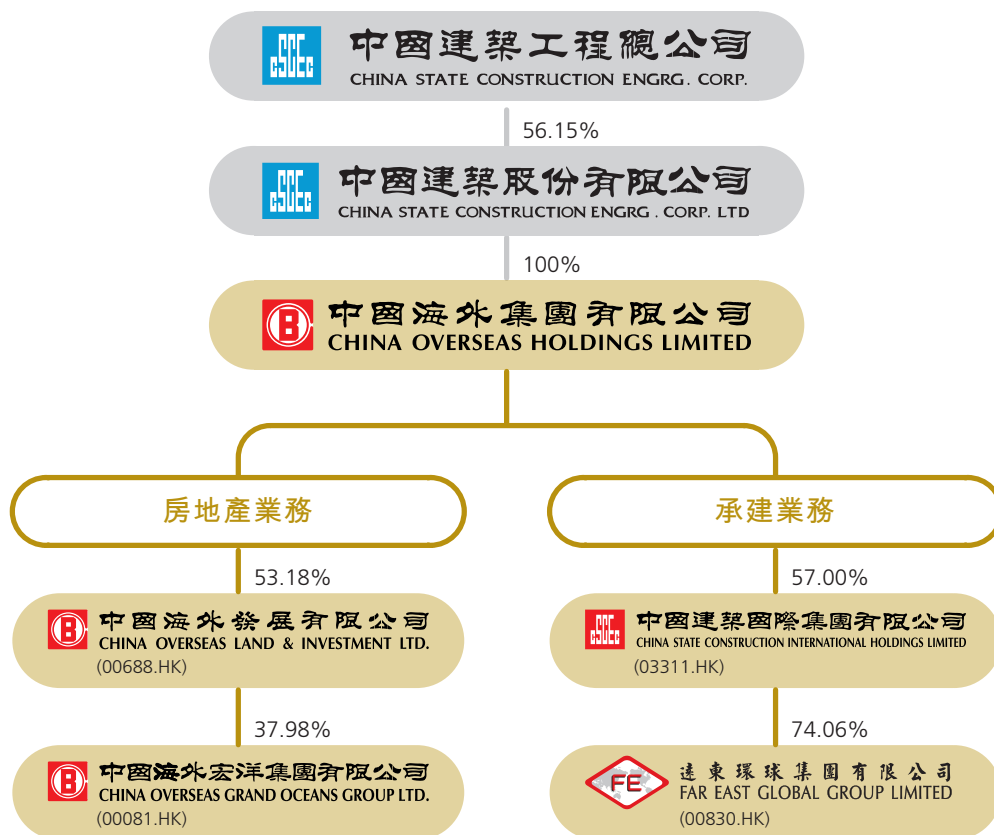 CSCEC
中國建築工程總公司
CHINA STATE CONSTRUCTION ENGRG. CORP.
56.15%
CSCEC
中國建築股份有限公司
CHINA STATE CONSTRUCTION ENGRG . CORP. LTD
100%
B
中國海外集團有限公司
CHINA OVERSEAS HOLDINGS LIMITED
房地產業務
53.18%
B
中國海外發展有限公司
CHINA OVERSEAS LAND & INVESTMENT LTD.
(00688.HK)
37.98%
B
中國海外宏洋集團有限公司
CHINA OVERSEAS GRAND OCEANS GROUP LTD.
(00081.HK)
承建業務
57.00%
CSCEC
中國建築國際集團有限公司
CHINA STATE CONSTRUCTION INTERNATIONAL HOLDINGS LIMITED
(03311.HK)
74.06%
FE
遠東環球集團有限公司
FAR EAST GLOBAL GROUP LIMITED
(00830.HK)